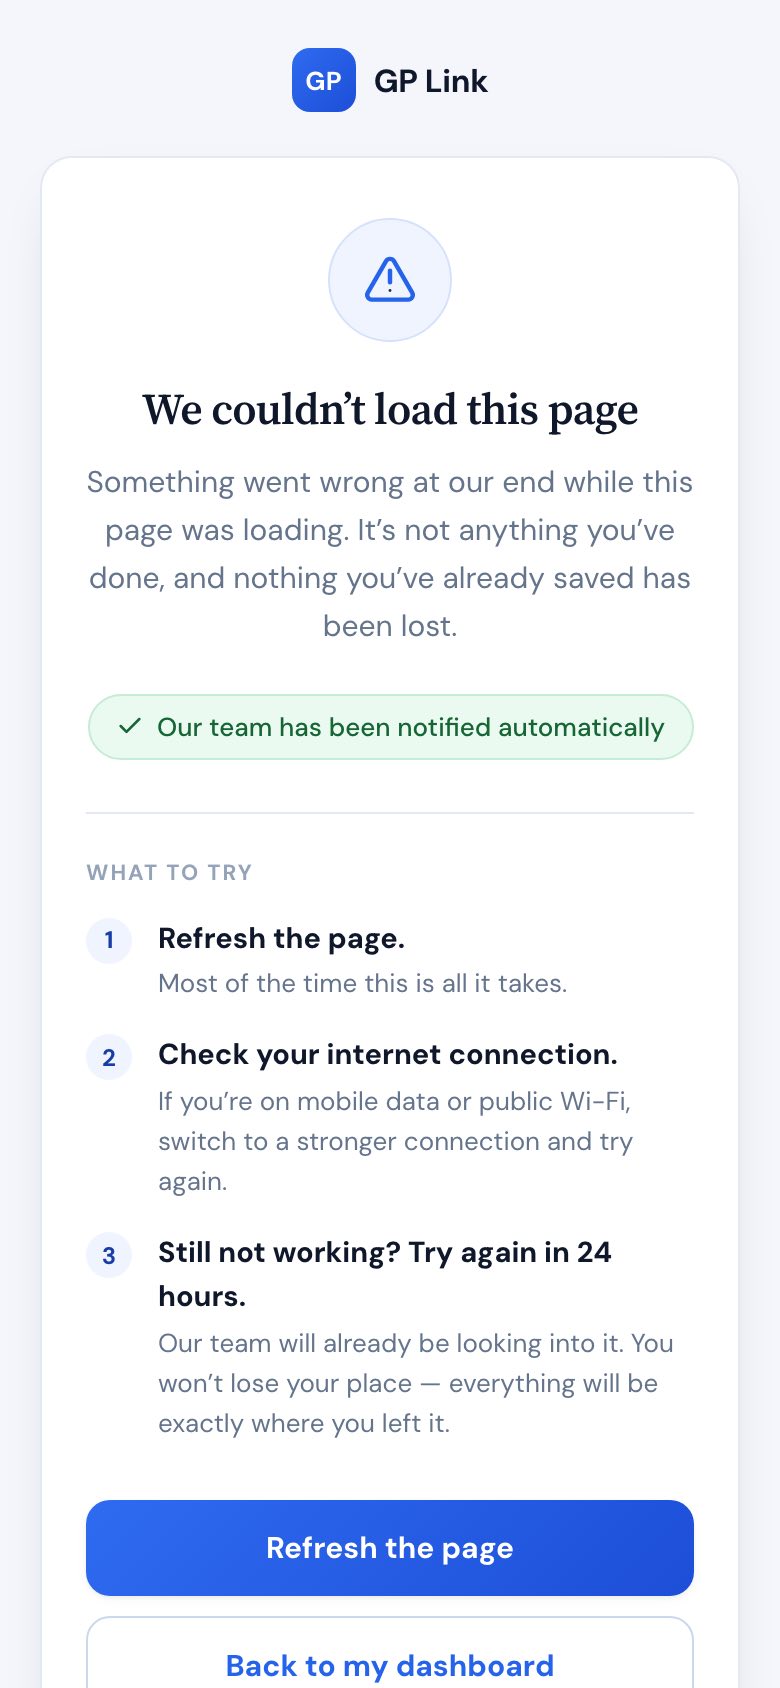 GP
GP Link
We couldn’t load this page
Something went wrong at our end while this
page was loading. It’s not anything you’ve
done, and nothing you’ve already saved has
been lost.
Our team has been notified automatically
WHAT TO TRY
1
Refresh the page.
Most of the time this is all it takes.
2
Check your internet connection.
If you’re on mobile data or public Wi-Fi,
switch to a stronger connection and try
again.
3
Still not working? Try again in 24
hours.
Our team will already be looking into it. You
won’t lose your place — everything will be
exactly where you left it.
Refresh the page
Back to my dashboard